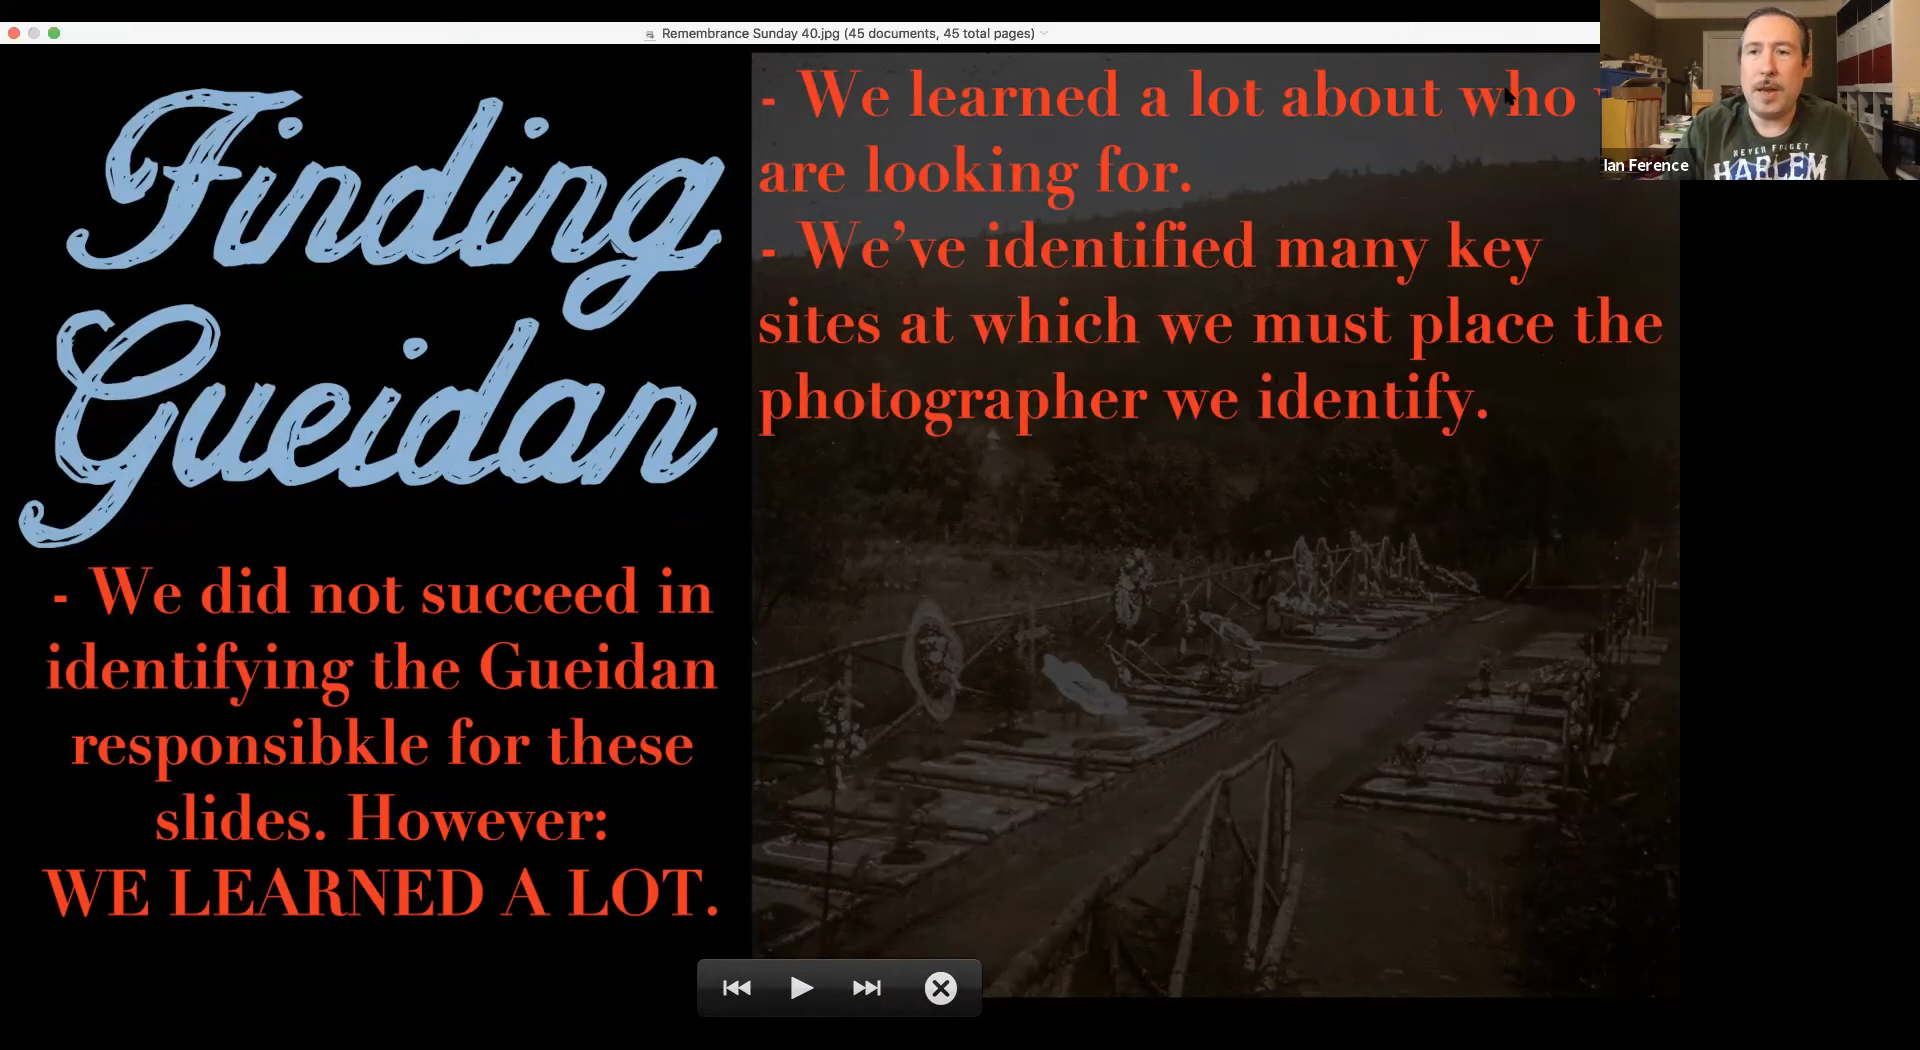 Remembrance Sunday 40.jpg (45 documents, 45 total pages)
Finding
Gueidan
- We did not succeed in
identifying the Gueidan
responsibkle for these
slides. However:
WE LEARNED A LOT.
- We learned a lot about who
are looking for.
- We've identified many key
sites at which we must place the
photographer we identify.
NEVER FORGET
HARLEM
Ian Ference